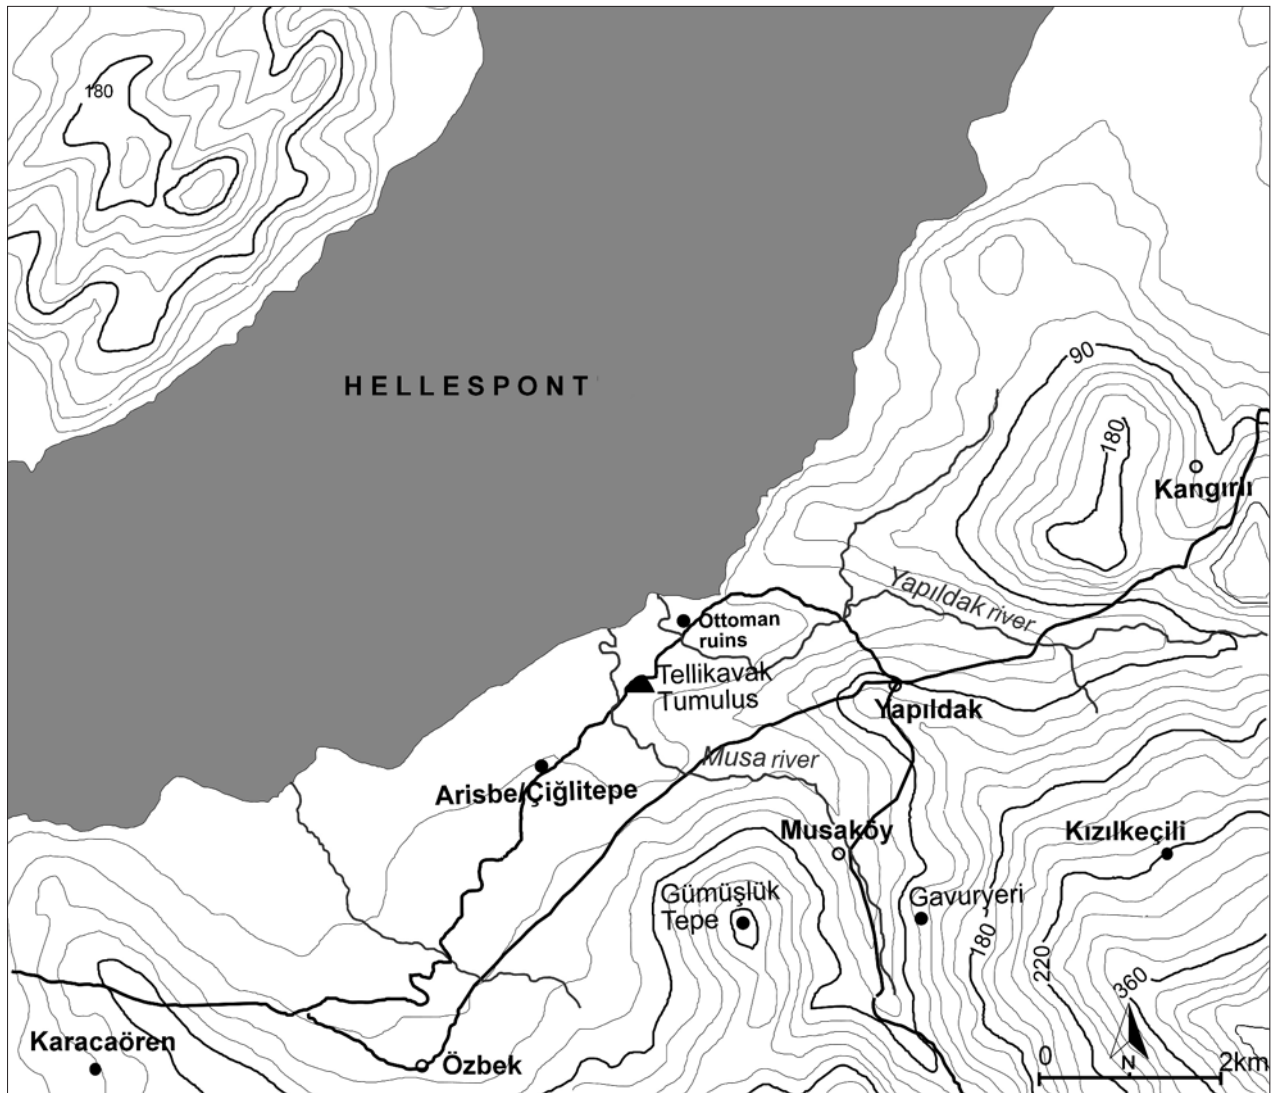 180
HELLESPONT
90
180
Kangırlı
Yapıldak river
Ottoman
ruins
Tellikavak
Tumulus
Yapıldak
Musa river
Arisbe/Çiğlitepe
Musaköy
Kızılkeçili
Gümüşlük
Tepe
Gavuryeri
180
220
360
Karacaören
Özbek
N
0
2km